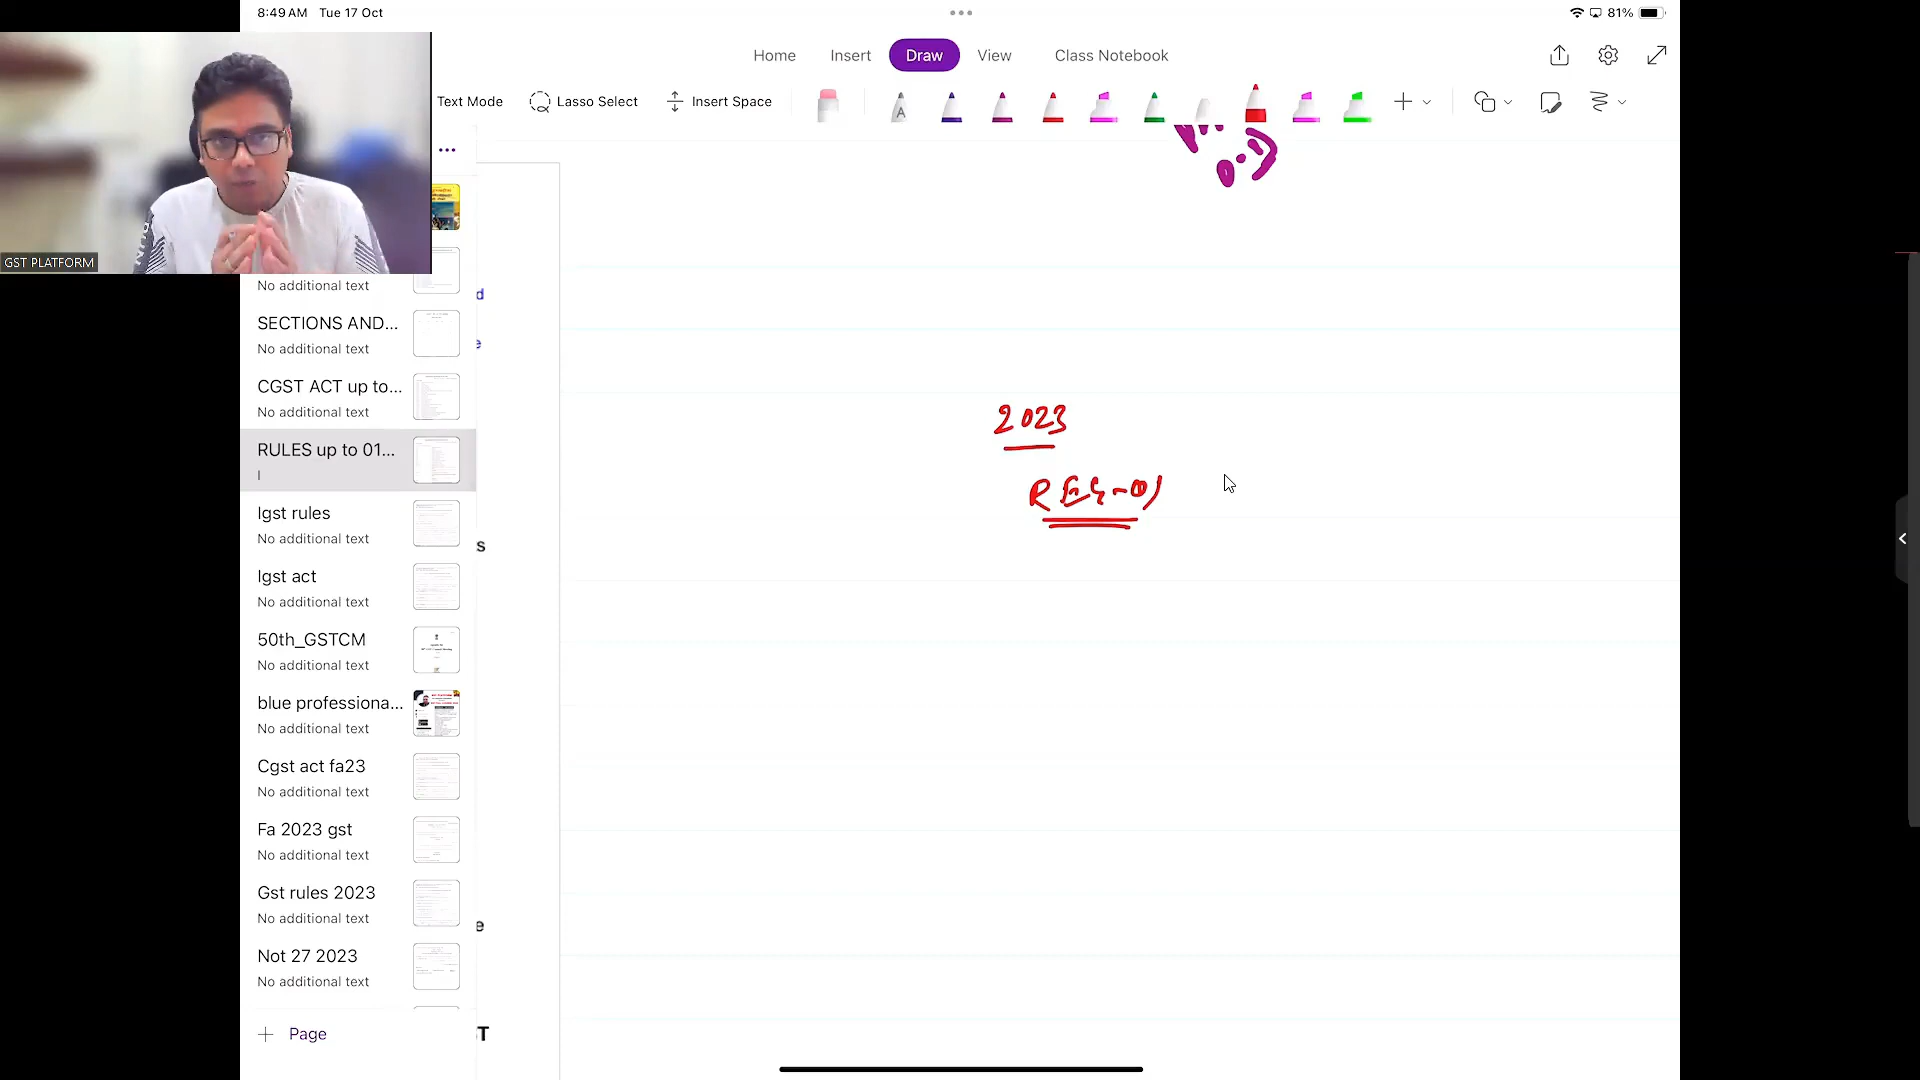 8:49 AM Tue 17 Oct
81%
Home Insert Draw View Class Notebook
Text Mode Lasso Select Insert Space
A
GST PLATFORM
No additional text
d
SECTIONS AND...
No additional text
e
CGST ACT up to...
No additional text
2023
RULES up to 01...
I
Igst rules
No additional text
s
Igst act
No additional text
50th_GSTCM
No additional text
blue professiona...
No additional text
Cgst act fa23
No additional text
Fa 2023 gst
No additional text
Gst rules 2023
No additional text
e
Not 27 2023
No additional text
Page
T